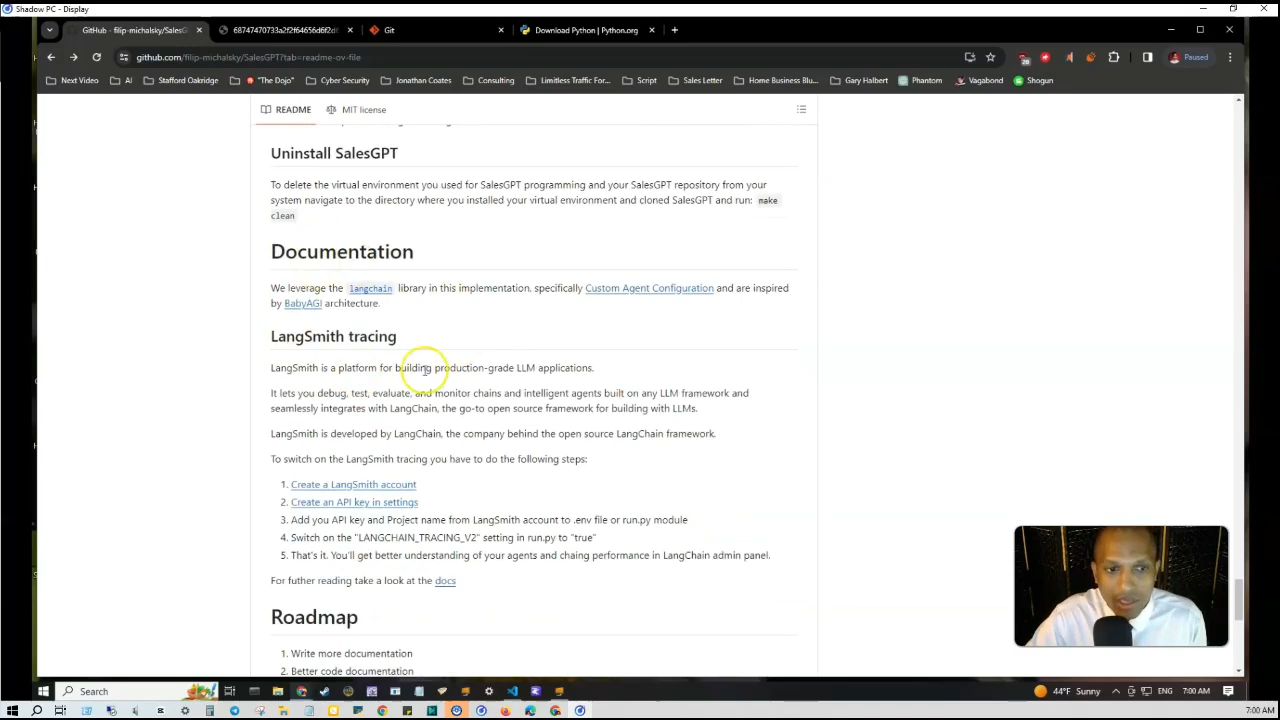 Shadow PC - Display
GitHub - filip-michalsky/SalesG
68747470733a2f2f64656d6f2d6
Git
Download Python | Python.org
github.com/filip-michalsky/SalesGPT?tab=readme-ov-file
Paused
Next Video
AI
Stafford Oakridge
"The Dojo"
Cyber Security
Jonathan Coates
Consulting
Limitless Traffic For...
Script
Sales Letter
Home Business Blu...
Gary Halbert
Phantom
Vagabond
Shogun
README
MIT license
Uninstall SalesGPT
To delete the virtual environment you used for SalesGPT programming and your SalesGPT repository from your
system navigate to the directory where you installed your virtual environment and cloned SalesGPT and run: make
clean
Documentation
We leverage the langchain library in this implementation, specifically Custom Agent Configuration and are inspired
by BabyAGI architecture.
LangSmith tracing
LangSmith is a platform for building production-grade LLM applications.
It lets you debug, test, evaluate, and monitor chains and intelligent agents built on any LLM framework and
seamlessly integrates with LangChain, the go-to open source framework for building with LLMs.
LangSmith is developed by LangChain, the company behind the open source LangChain framework.
To switch on the LangSmith tracing you have to do the following steps:
1. Create a LangSmith account
2. Create an API key in settings
3. Add you API key and Project name from LangSmith account to .env file or run.py module
4. Switch on the "LANGCHAIN_TRACING_V2" setting in run.py to "true"
5. That's it. You'll get better understanding of your agents and chaing performance in LangChain admin panel.
For futher reading take a look at the docs
Roadmap
1. Write more documentation
2. Better code documentation
Search
44°F Sunny
ENG
7:00 AM
ENG
7:00 AM